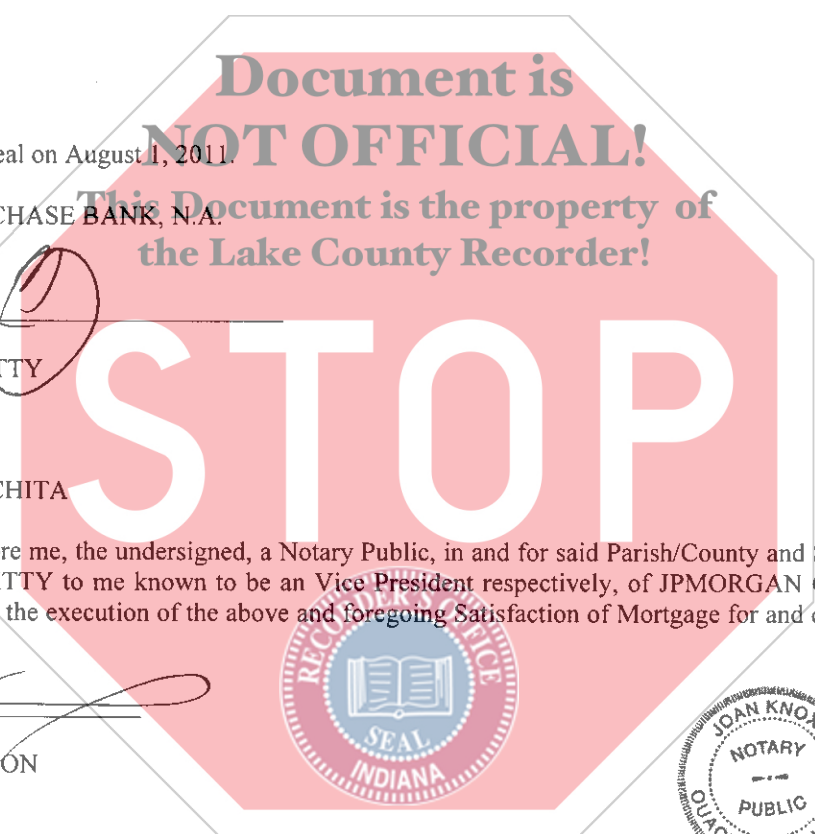 Document is
NOT OFFICIAL!
eal on August 1, 2011.
This Document is the property of
CHASE BANK, N.A.
the Lake County Recorder!
STOP
TTY
CHITA
re me, the undersigned, a Notary Public, in and for said Parish/County and
TTY to me known to be an Vice President respectively, of JPMORGAN
the execution of the above and foregoing Satisfaction of Mortgage for and
RECORDER'S OFFICE
SEAL
INDIANA
ON
JOAN KNOX
NOTARY
PUBLIC
OUAC